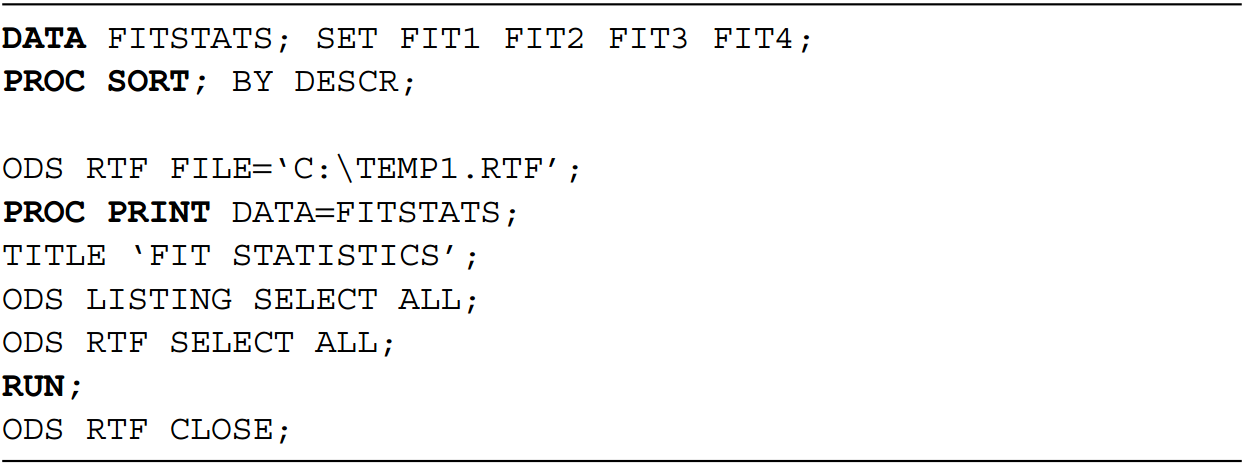 DATA FITSTATS; SET FIT1 FIT2 FIT3 FIT4;
PROC SORT; BY DESCR;
ODS RTF FILE=‘C:\TEMP1.RTF’;
PROC PRINT DATA=FITSTATS;
TITLE ‘FIT STATISTICS’;
ODS LISTING SELECT ALL;
ODS RTF SELECT ALL;
RUN;
ODS RTF CLOSE;